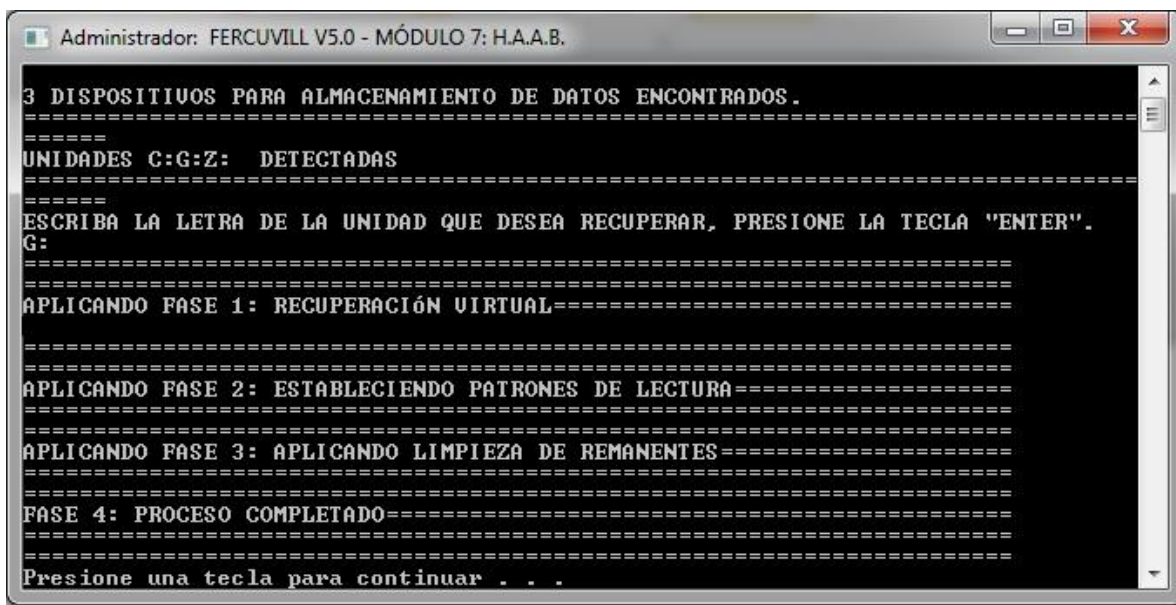 Administrador: FERCUVILL V5.0 - MÓDULO 7: H.A.A.B.
3 DISPOSITIVOS PARA ALMACENAMIENTO DE DATOS ENCONTRADOS.
================================================================================
======
UNIDADES C:G:Z:  DETECTADAS
================================================================================
======
ESCRIBA LA LETRA DE LA UNIDAD QUE DESEA RECUPERAR, PRESIONE LA TECLA "ENTER".
G:
=======================================================================
=======================================================================
APLICANDO FASE 1: RECUPERACIóN VIRTUAL=================================
=======================================================================
=======================================================================
APLICANDO FASE 2: ESTABLECIENDO PATRONES DE LECTURA====================
=======================================================================
=======================================================================
APLICANDO FASE 3: APLICANDO LIMPIEZA DE REMANENTES=====================
=======================================================================
=======================================================================
FASE 4: PROCESO COMPLETADO=============================================
=======================================================================
=======================================================================
Presione una tecla para continuar . . .